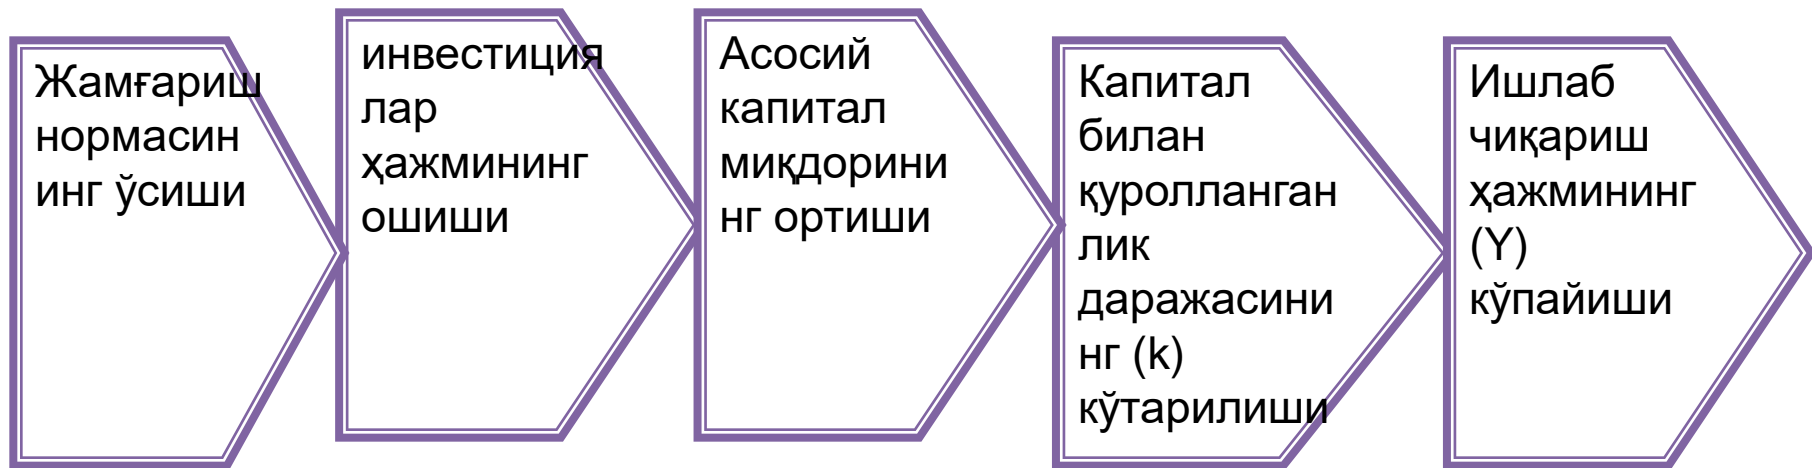 Жамғариш
нормасин
инг ўсиши
инвестиция
лар
ҳажмининг
ошиши
Асосий
капитал
миқдорини
нг ортиши
Капитал
билан
қуролланган
лик
даражасини
нг (k)
кўтарилиши
Ишлаб
чиқариш
ҳажмининг
(Y)
кўпайиши